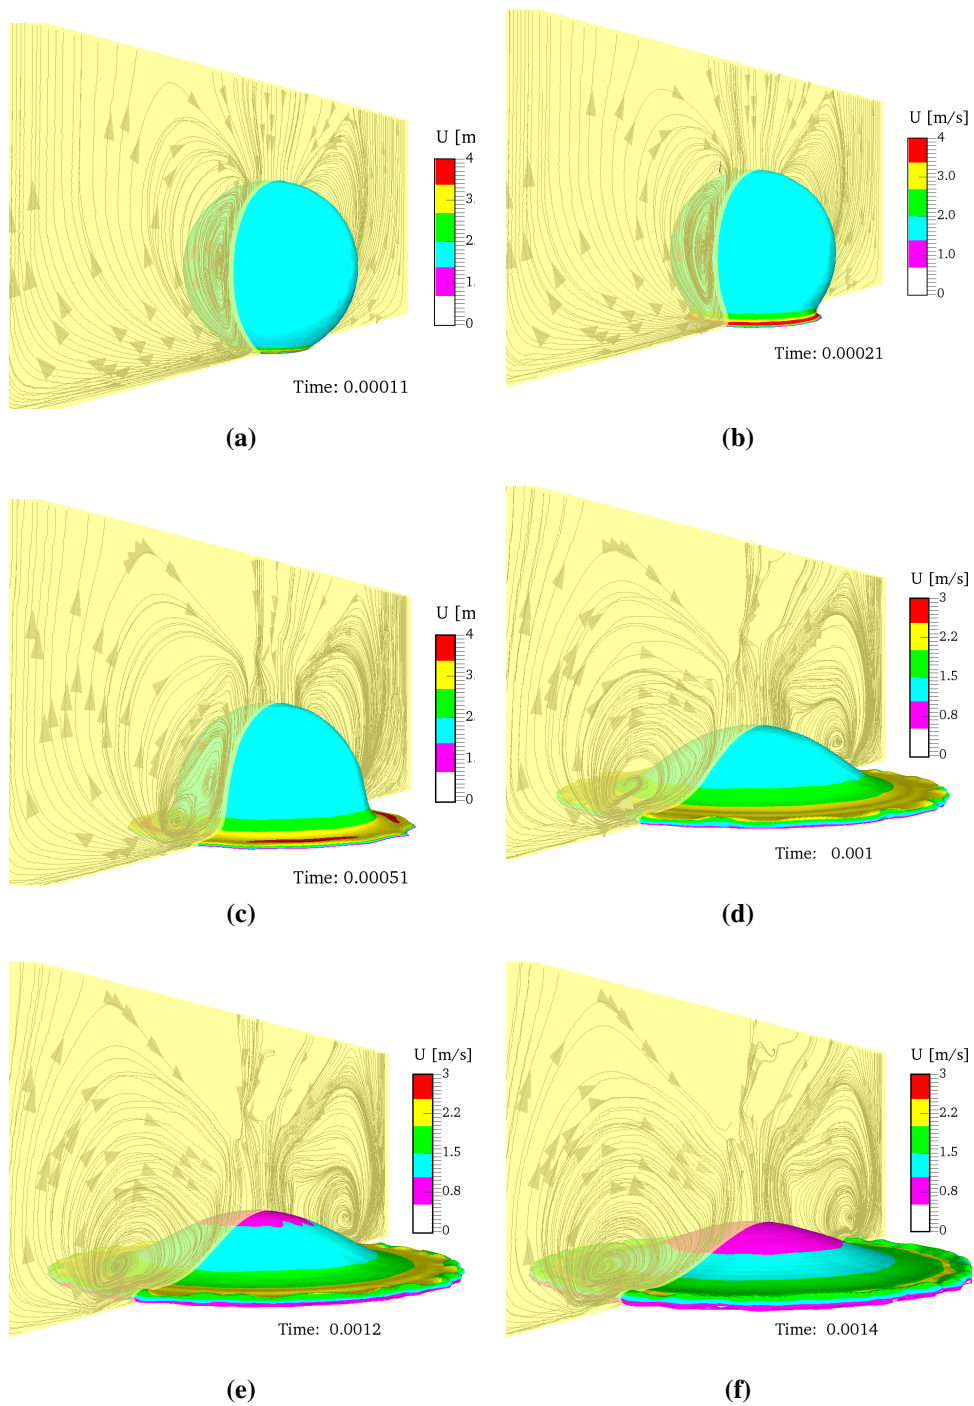 U [m
4
3.
2.
1.
0
Time: 0.00011
(a)
U [m/s]
4
3.0
2.0
1.0
0
Time: 0.00021
(b)
U [m
4
3.
2.
1.
0
Time: 0.00051
(c)
U [m/s]
3
2.2
1.5
0.8
0
Time: 0.001
(d)
U [m/s]
3
2.2
1.5
0.8
0
Time: 0.0012
(e)
U [m/s]
3
2.2
1.5
0.8
0
Time: 0.0014
(f)